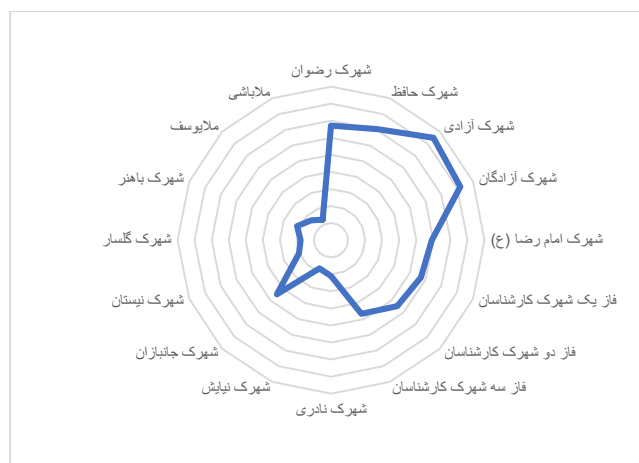 شهرک رضوان
شهرک حافظ
شهرک آزادی
شهرک آزادگان
شهرک امام رضا (ع)
فاز یک شهرک کارشناسان
فاز دو شهرک کارشناسان
فاز سه شهرک کارشناسان
شهرک نادری
شهرک نیایش
شهرک جانبازان
شهرک نیستان
شهرک گلسار
شهرک باهنر
ملایوسف
ملاباشی